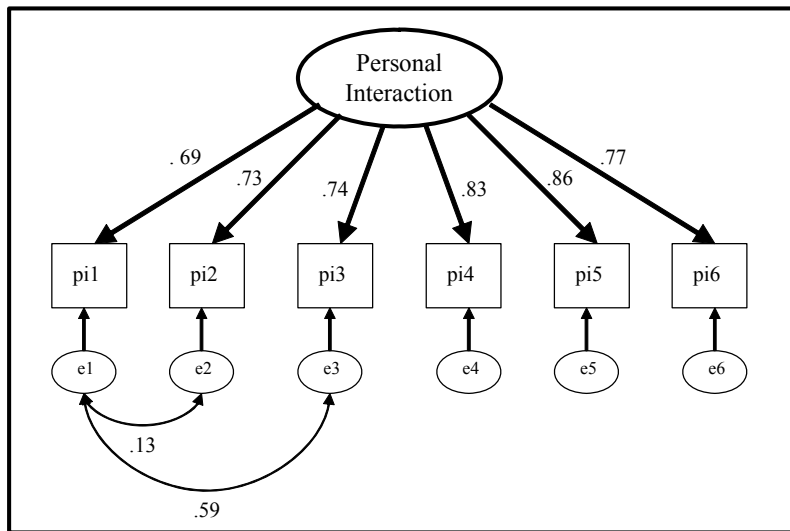 Personal
Interaction
. 69
.73
.74
.83
.86
.77
pi1
pi2
pi3
pi4
pi5
pi6
e1
e2
e3
e4
e5
e6
.13
.59